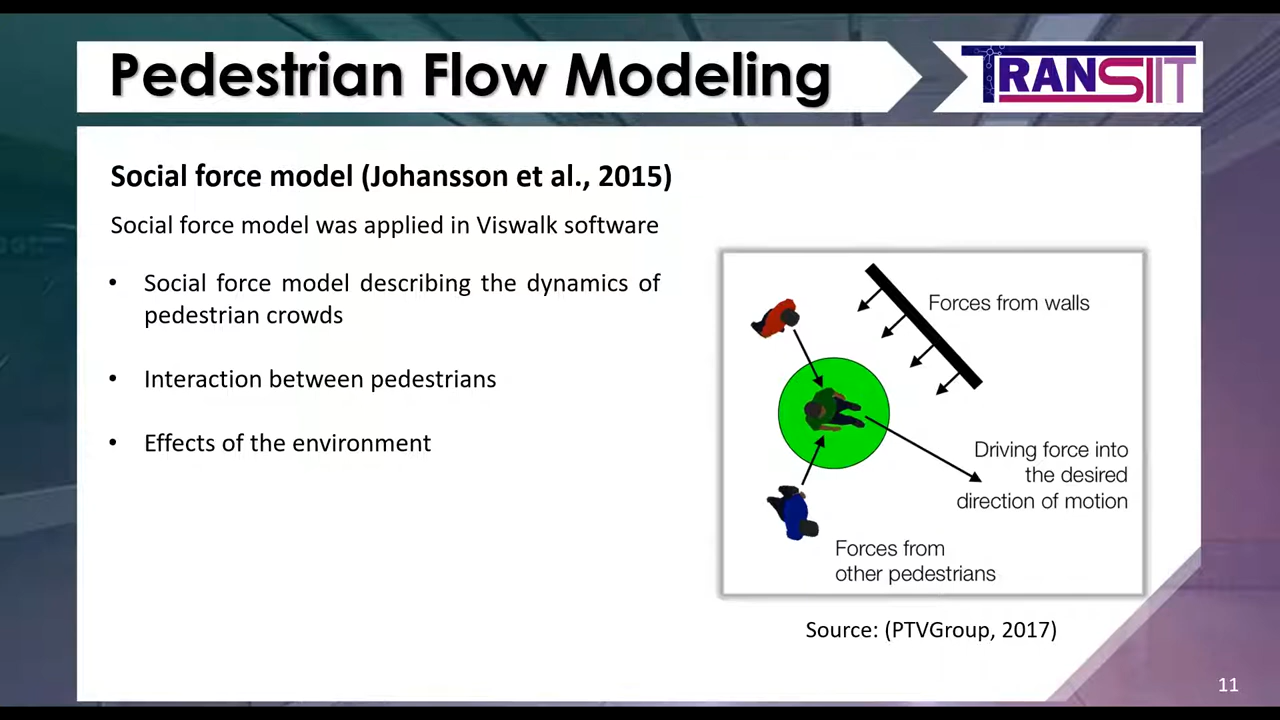 Pedestrian Flow Modeling
TRANSIIT
Social force model (Johansson et al., 2015)
Social force model was applied in Viswalk software
• Social force model describing the dynamics of
pedestrian crowds
• Interaction between pedestrians
• Effects of the environment
Forces from walls
Driving force into
the desired
direction of motion
Forces from
other pedestrians
Source: (PTVGroup, 2017)
11